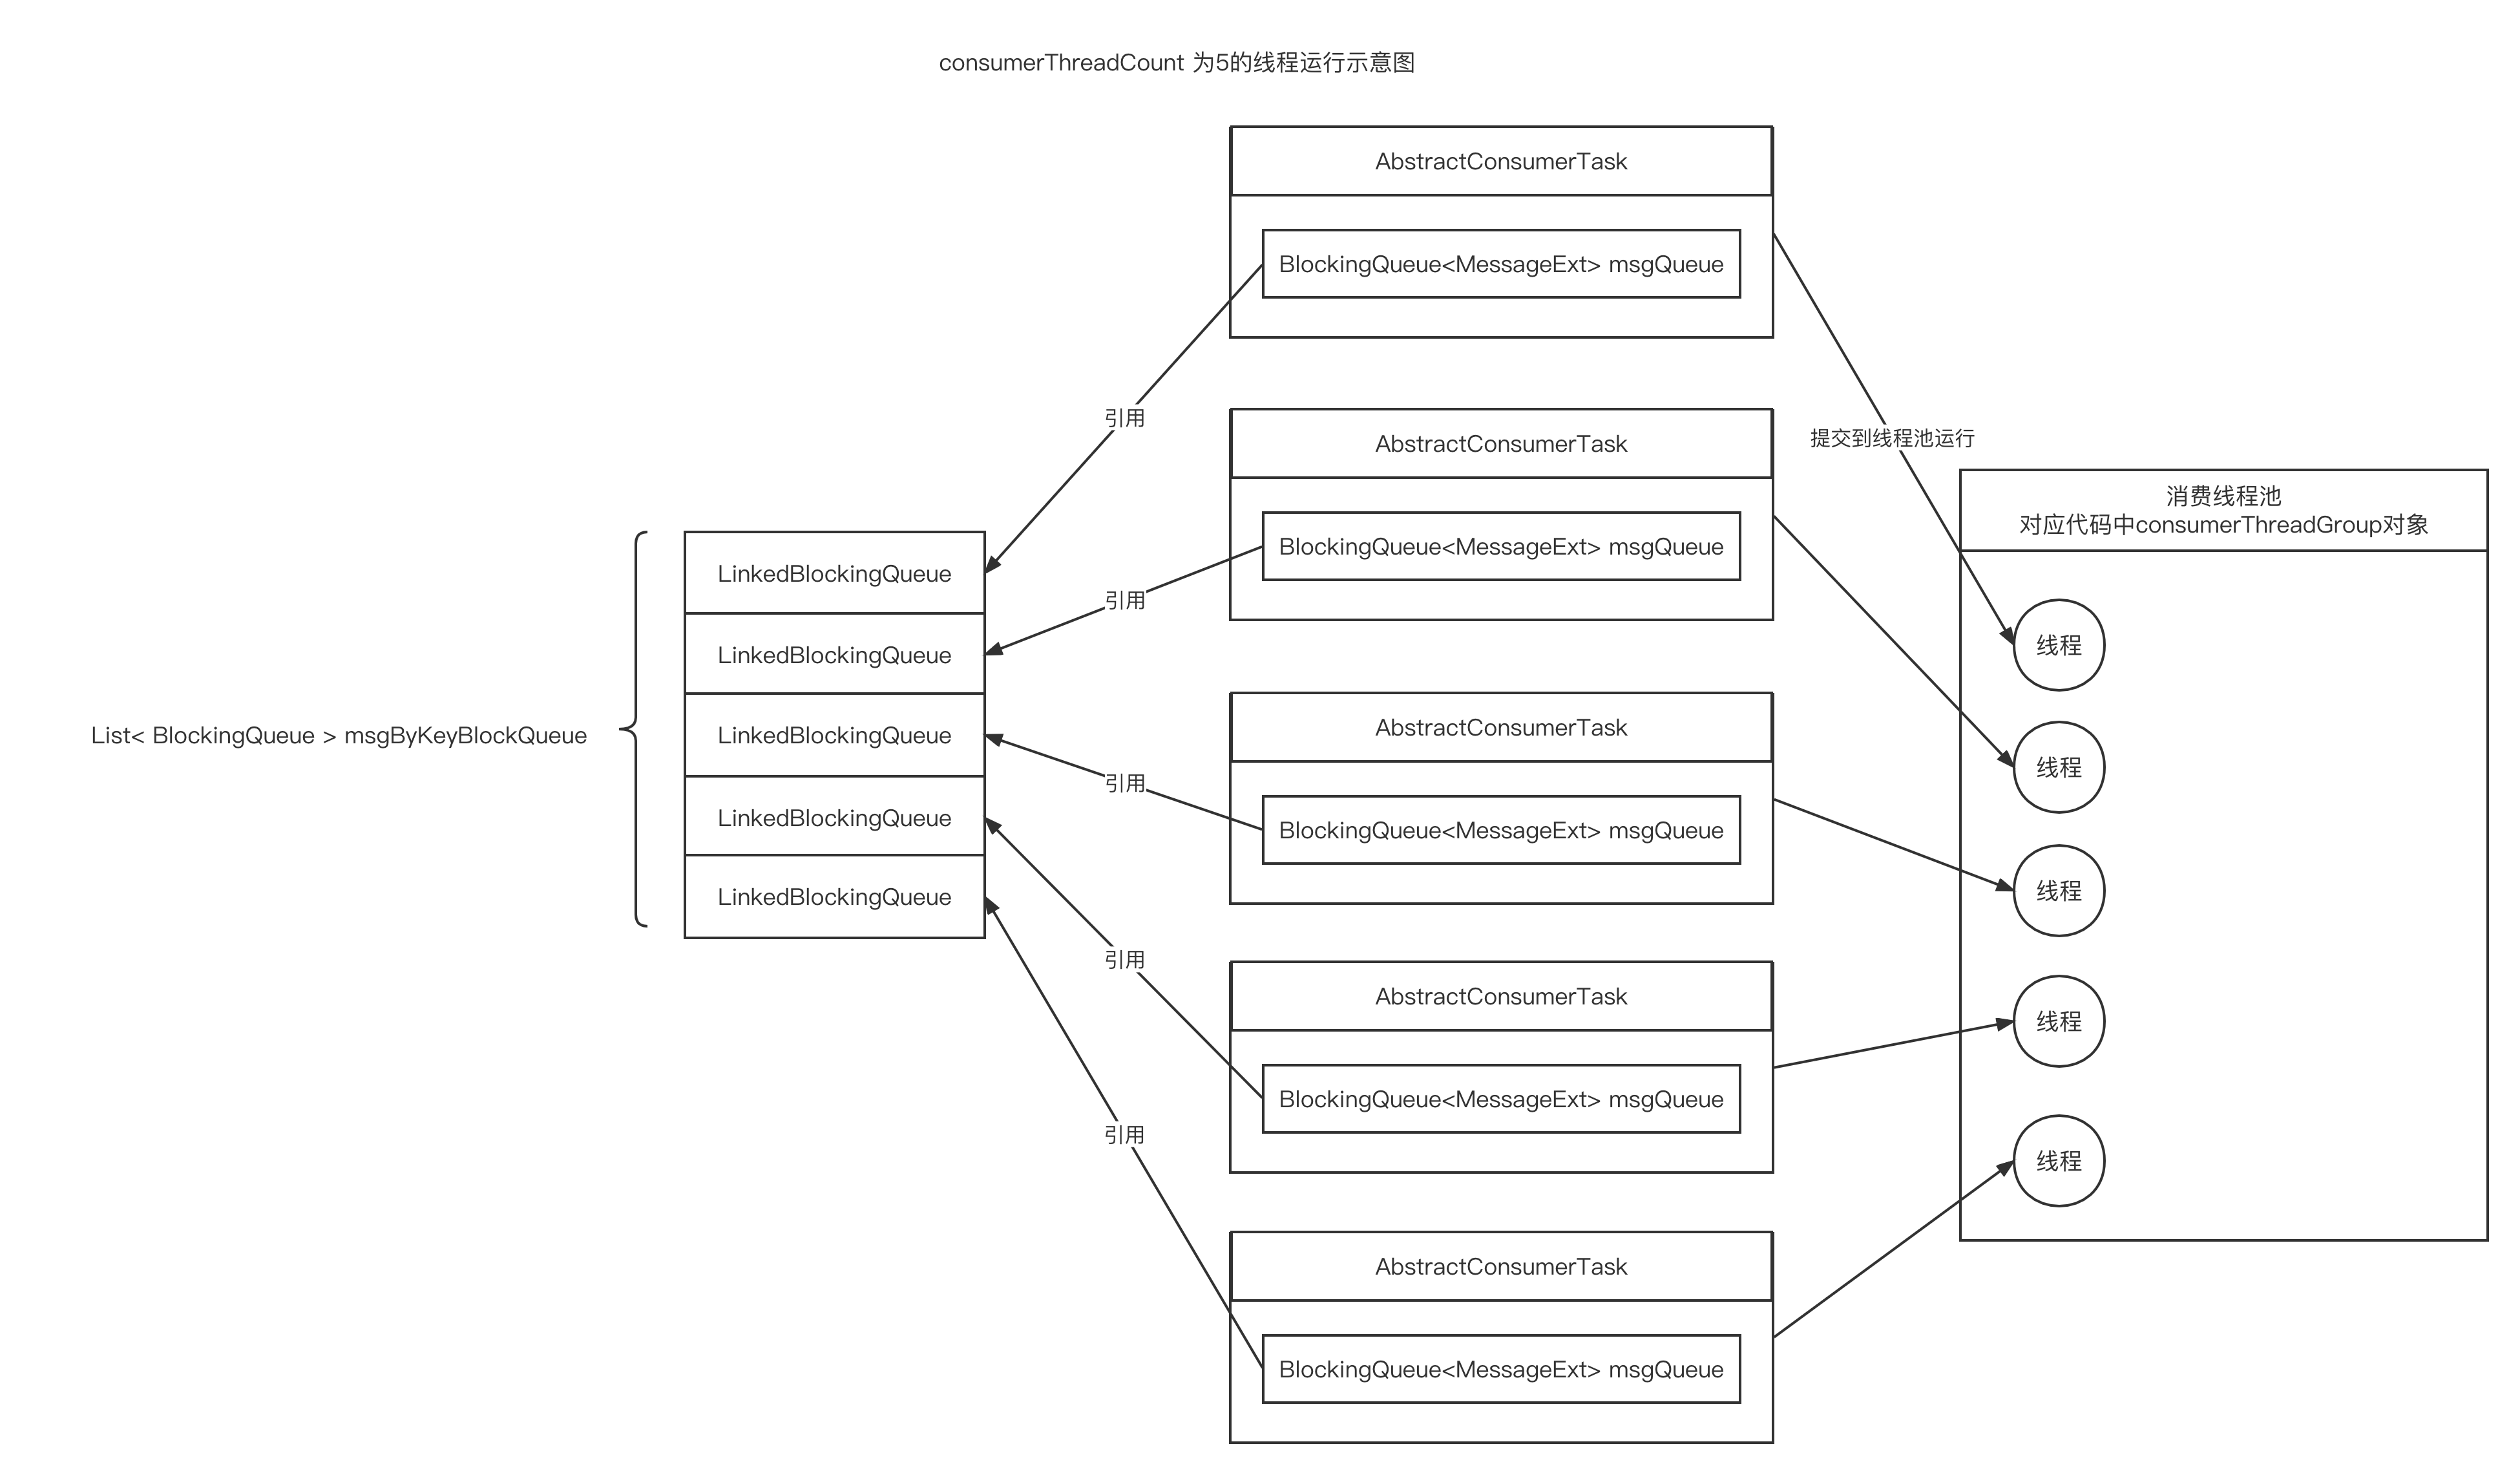 consumerThreadCount 为5的线程运行示意图
AbstractConsumerTask
BlockingQueue<MessageExt> msgQueue
引用
AbstractConsumerTask
提交到线程池运行
BlockingQueue<MessageExt> msgQueue
引用
消费线程池
对应代码中consumerThreadGroup对象
LinkedBlockingQueue
LinkedBlockingQueue
LinkedBlockingQueue
LinkedBlockingQueue
LinkedBlockingQueue
List< BlockingQueue > msgByKeyBlockQueue
线程
线程
线程
线程
线程
AbstractConsumerTask
引用
BlockingQueue<MessageExt> msgQueue
引用
AbstractConsumerTask
BlockingQueue<MessageExt> msgQueue
引用
AbstractConsumerTask
BlockingQueue<MessageExt> msgQueue